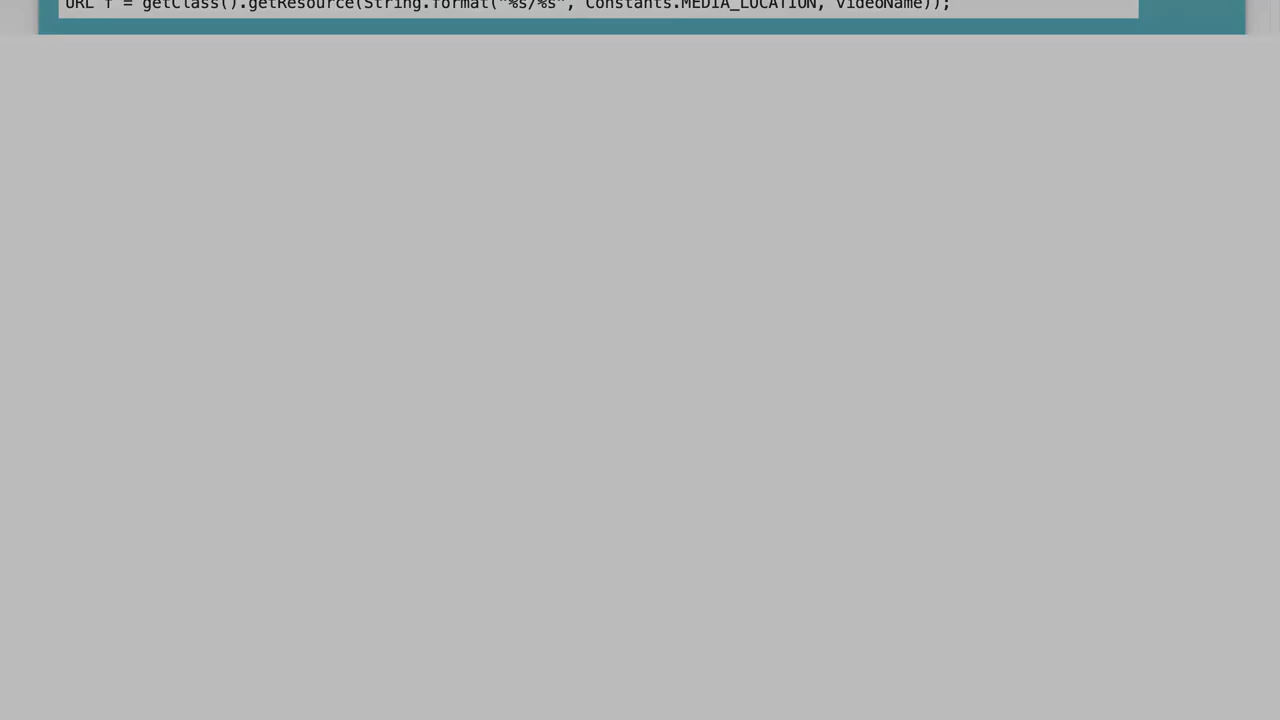 URL f = getClass().getResource(String.format("%s/%s", Constants.MEDIA_LOCATION, videoName));